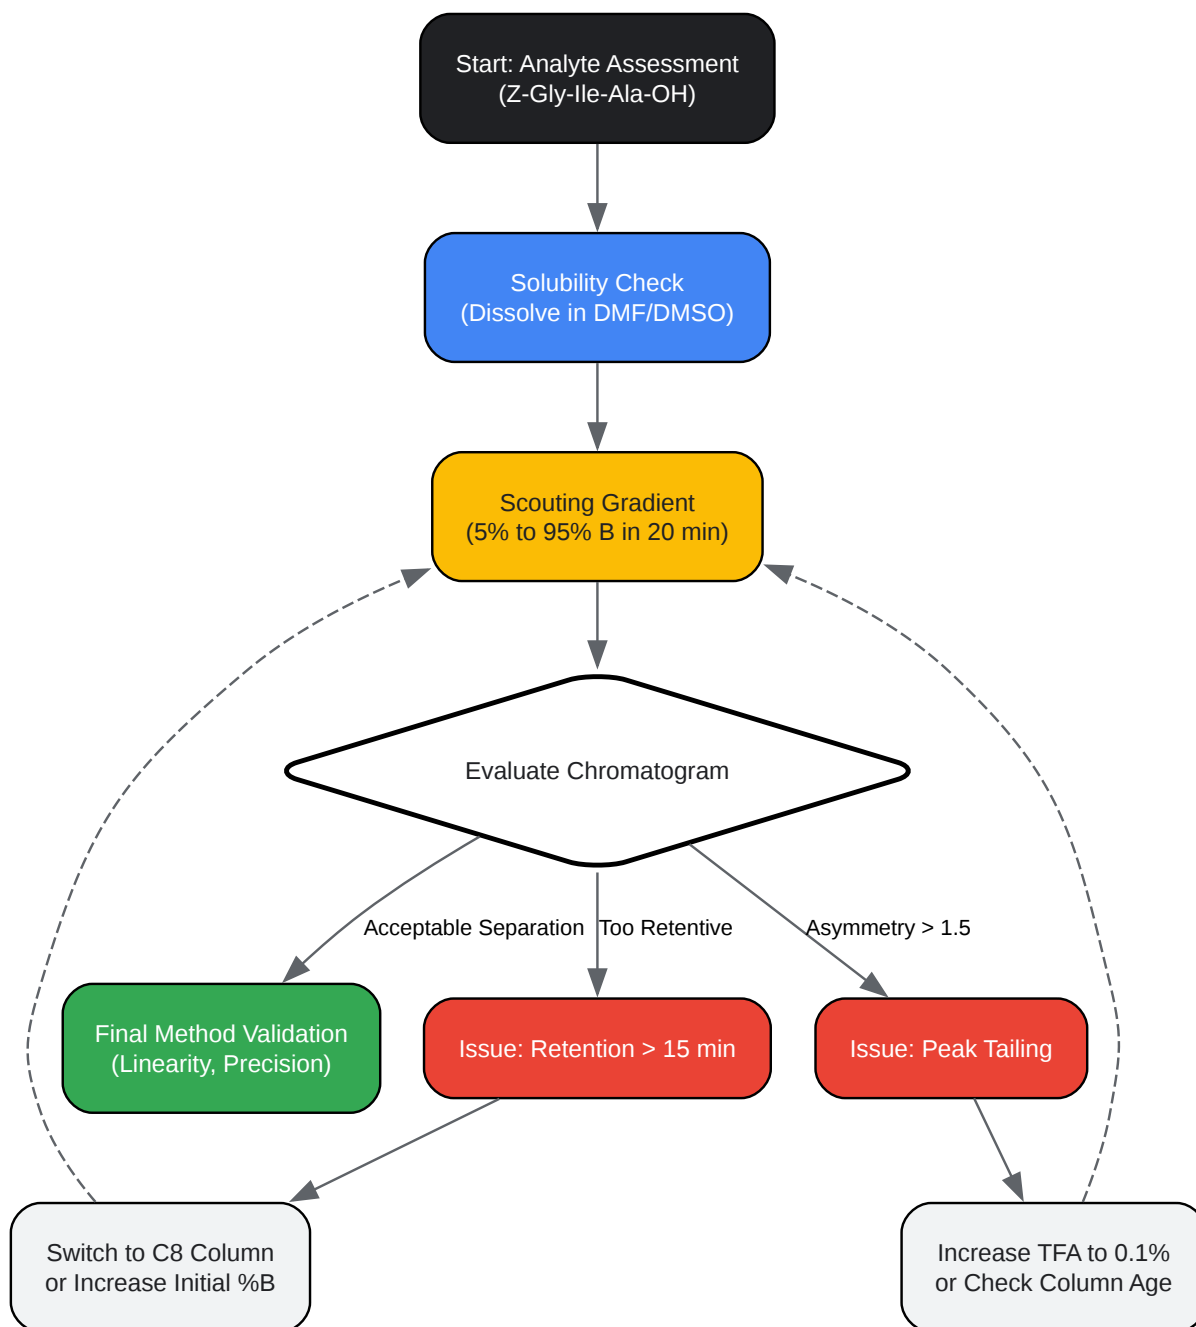 Start: Analyte Assessment
(Z-Gly-Ile-Ala-OH)
Solubility Check
(Dissolve in DMF/DMSO)
Scouting Gradient
(5% to 95% B in 20 min)
Evaluate Chromatogram
Acceptable Separation
Too Retentive
Asymmetry > 1.5
Final Method Validation
(Linearity, Precision)
Issue: Retention > 15 min
Issue: Peak Tailing
Switch to C8 Column
or Increase Initial %B
Increase TFA to 0.1%
or Check Column Age